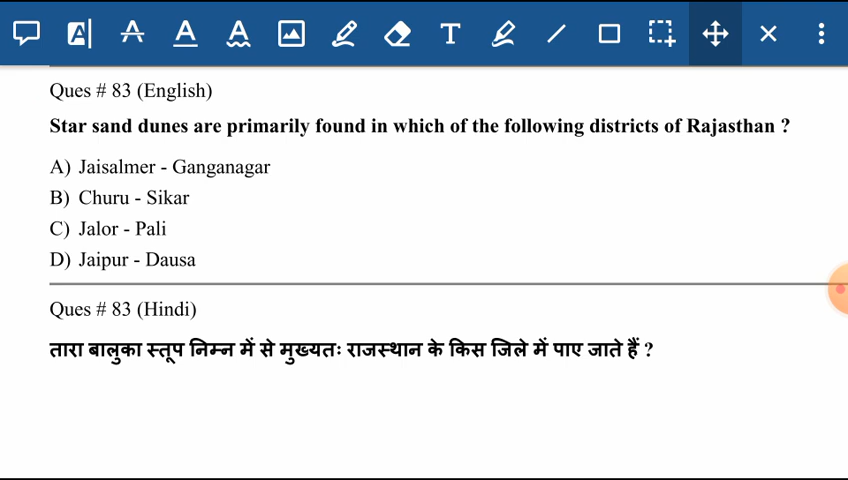 Ques # 83 (English)
Star sand dunes are primarily found in which of the following districts of Rajasthan ?
A) Jaisalmer - Ganganagar
B) Churu - Sikar
C) Jalor - Pali
D) Jaipur - Dausa
Ques # 83 (Hindi)
तारा बालुका स्तूप निम्न में से मुख्यतः राजस्थान के किस जिले में पाए जाते हैं ?